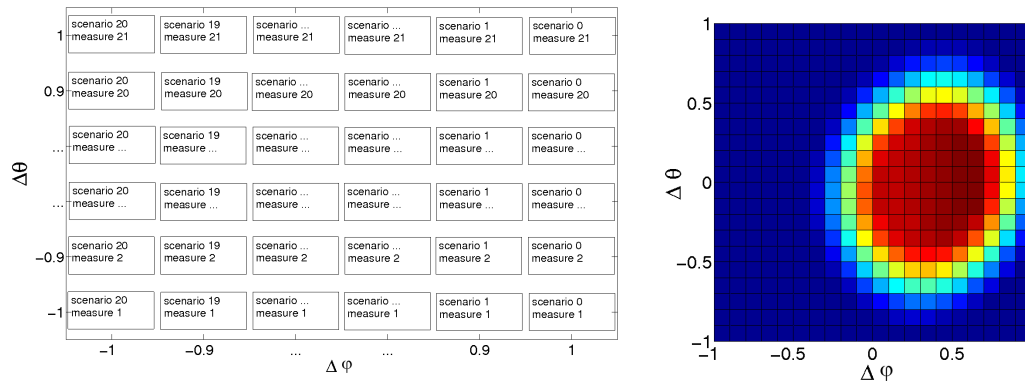 1
scenario 20 scenario 19 scenario ... scenario ... scenario 1 scenario 0
measure 21 measure 21 measure 21 measure 21 measure 21 measure 21
0.9
scenario 20 scenario 19 scenario ... scenario ... scenario 1 scenario 0
measure 20 measure 20 measure 20 measure 20 measure 20 measure 20
...
scenario 20 scenario 19 scenario ... scenario ... scenario 1 scenario 0
measure ... measure ... measure ... measure ... measure ... measure ...
...
scenario 20 scenario 19 scenario ... scenario ... scenario 1 scenario 0
measure ... measure ... measure ... measure ... measure ... measure ...
−0.9
scenario 20 scenario 19 scenario ... scenario ... scenario 1 scenario 0
measure 2 measure 2 measure 2 measure 2 measure 2 measure 2
−1
scenario 20 scenario 19 scenario ... scenario ... scenario 1 scenario 0
measure 1 measure 1 measure 1 measure 1 measure 1 measure 1
−1 −0.9 ... ... 0.9 1
Δ φ
Δθ
1
0.5
0
−0.5
−1
−1 −0.5 0 0.5
Δ φ
Δ θ